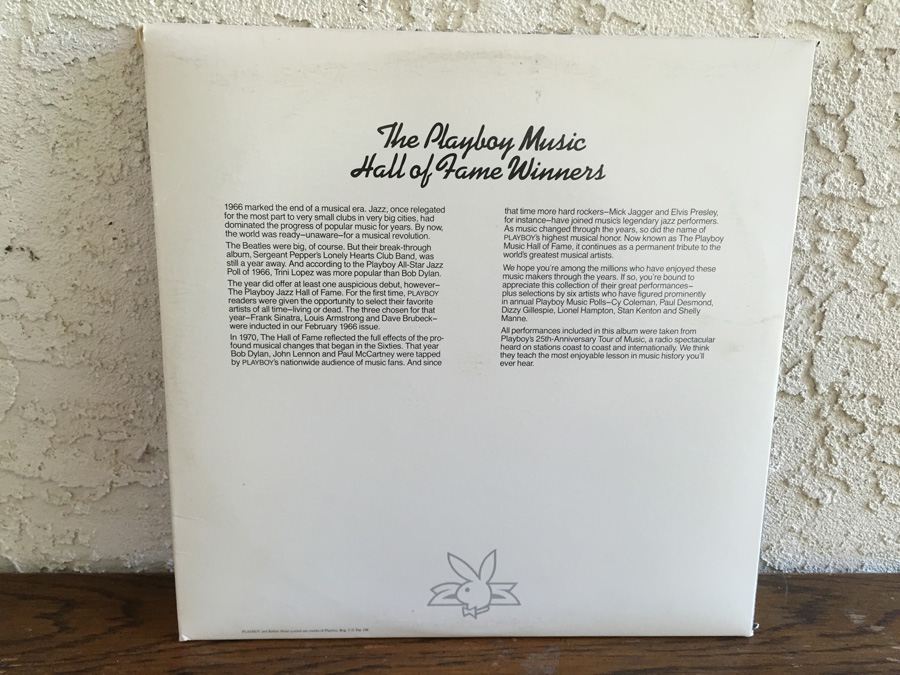 The Playboy Music
Hall of Fame Winners
1966 marked the end of a musical era. Jazz, once relegated
for the most part to very small clubs in very big cities, had
dominated the progress of popular music for years. By now,
the world was ready—unaware—for a musical revolution.
The Beatles were big, of course. But their break-through
album, Sergeant Pepper's Lonely Hearts Club Band, was
still a year away. And according to the Playboy All-Star Jazz
Poll of 1966, Trini Lopez was more popular than Bob Dylan.
The year did offer at least one auspicious debut, however—
The Playboy Jazz Hall of Fame. For the first time, PLAYBOY
readers were given the opportunity to select their favorite
artists of all time—living or dead. The three chosen for that
year—Frank Sinatra, Louis Armstrong and Dave Brubeck—
were inducted in our February 1966 issue.
In 1970, The Hall of Fame reflected the full effects of the pro-
found musical changes that began in the Sixties. That year
Bob Dylan, John Lennon and Paul McCartney were tapped
by PLAYBOY's nationwide audience of music fans. And since
that time more hard rockers—Mick Jagger and Elvis Presley,
for instance—have joined music's legendary jazz performers.
As music changed through the years, so did the name of
PLAYBOY's highest musical honor. Now known as The Playboy
Music Hall of Fame, it continues as a permanent tribute to the
world's greatest musical artists.
We hope you're among the millions who have enjoyed these
music makers through the years. If so, you're bound to
appreciate this collection of their great performances—
plus selections by six artists who have figured prominently
in annual Playboy Music Polls—Cy Coleman, Paul Desmond,
Dizzy Gillespie, Lionel Hampton, Stan Kenton and Shelly
Manne.
All performances included in this album were taken from
Playboy's 25th-Anniversary Tour of Music, a radio spectacular
heard on stations coast to coast and internationally. We think
they teach the most enjoyable lesson in music history you'll
ever hear.
PLAYBOY and Rabbit Head symbol are marks of Playboy, Reg. U.S. Pat. Off.